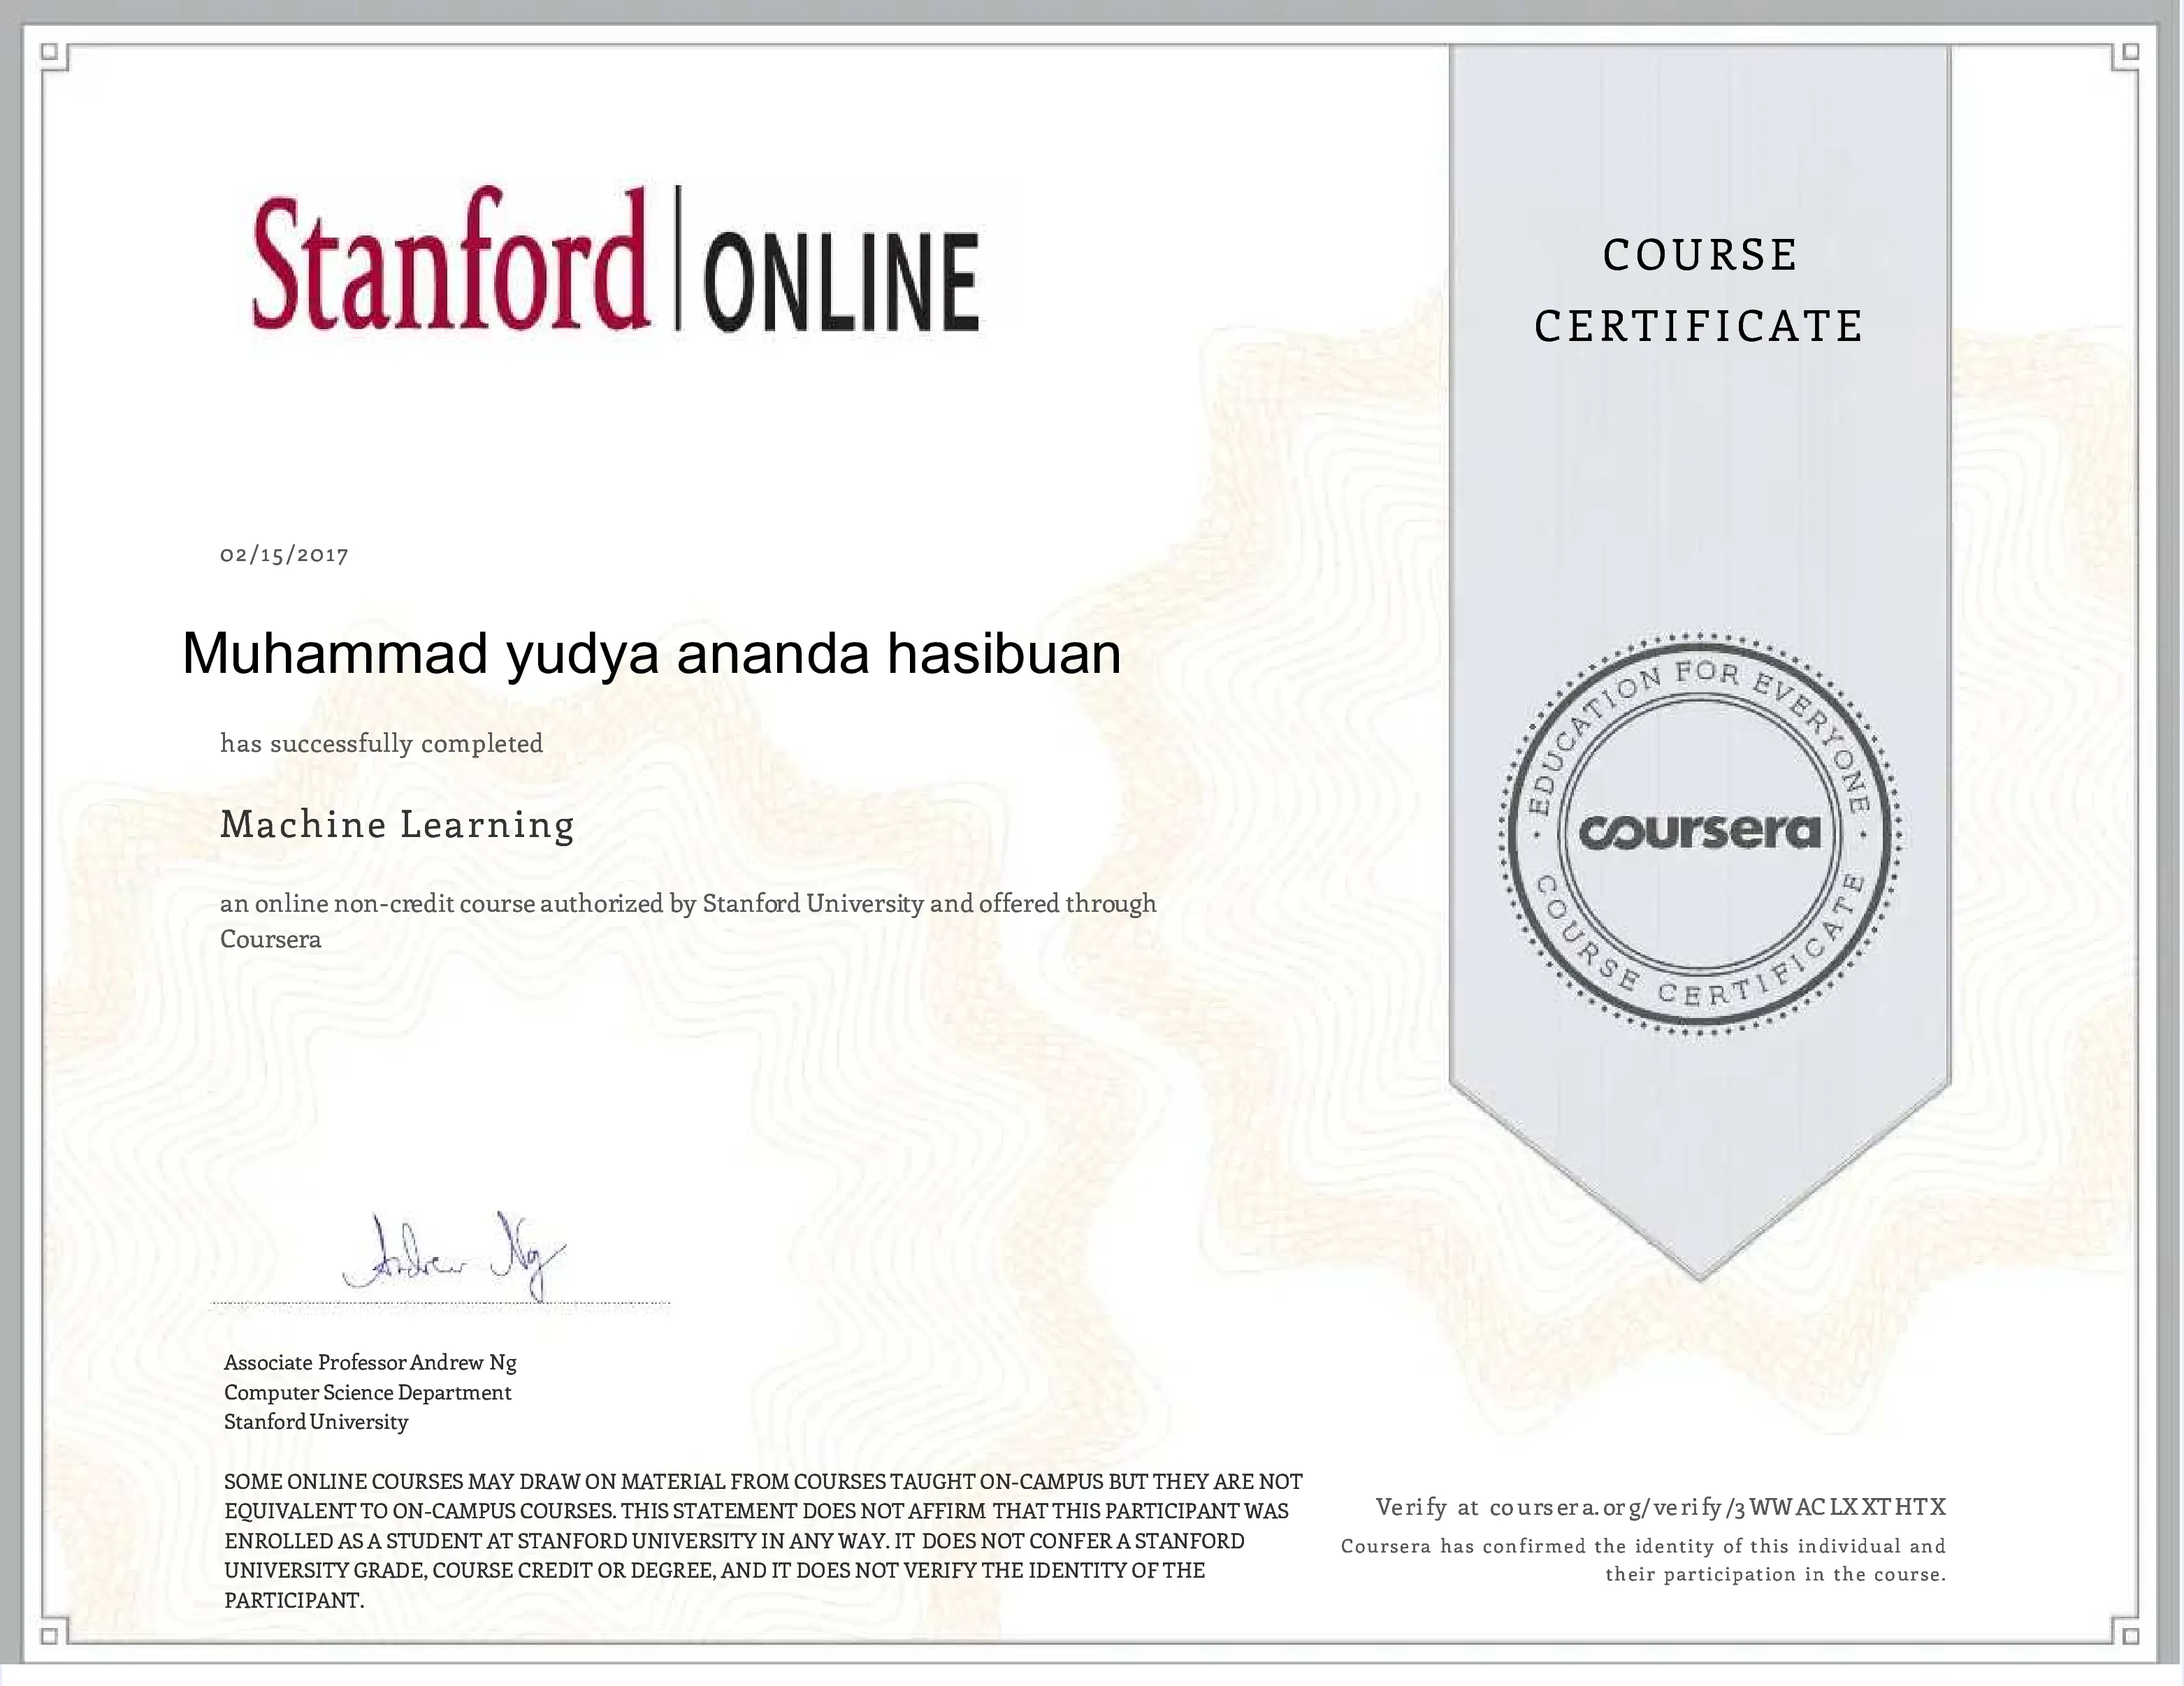 Stanford | ONLINE
COURSE
CERTIFICATE
02/15/2017
Muhammad yudya ananda hasibuan
has successfully completed
Machine Learning
an online non-credit course authorized by Stanford University and offered through
Coursera
EDUCATION FOR EVERYONE
coursera
COURSE CERTIFICATE
Andrew Ng
Associate Professor Andrew Ng
Computer Science Department
Stanford University
SOME ONLINE COURSES MAY DRAW ON MATERIAL FROM COURSES TAUGHT ON-CAMPUS BUT THEY ARE NOT
EQUIVALENT TO ON-CAMPUS COURSES. THIS STATEMENT DOES NOT AFFIRM THAT THIS PARTICIPANT WAS
ENROLLED AS A STUDENT AT STANFORD UNIVERSITY IN ANY WAY. IT DOES NOT CONFER A STANFORD
UNIVERSITY GRADE, COURSE CREDIT OR DEGREE, AND IT DOES NOT VERIFY THE IDENTITY OF THE
PARTICIPANT.
Verify at coursera.org/verify/3WWACLXXTHTX
Coursera has confirmed the identity of this individual and
their participation in the course.